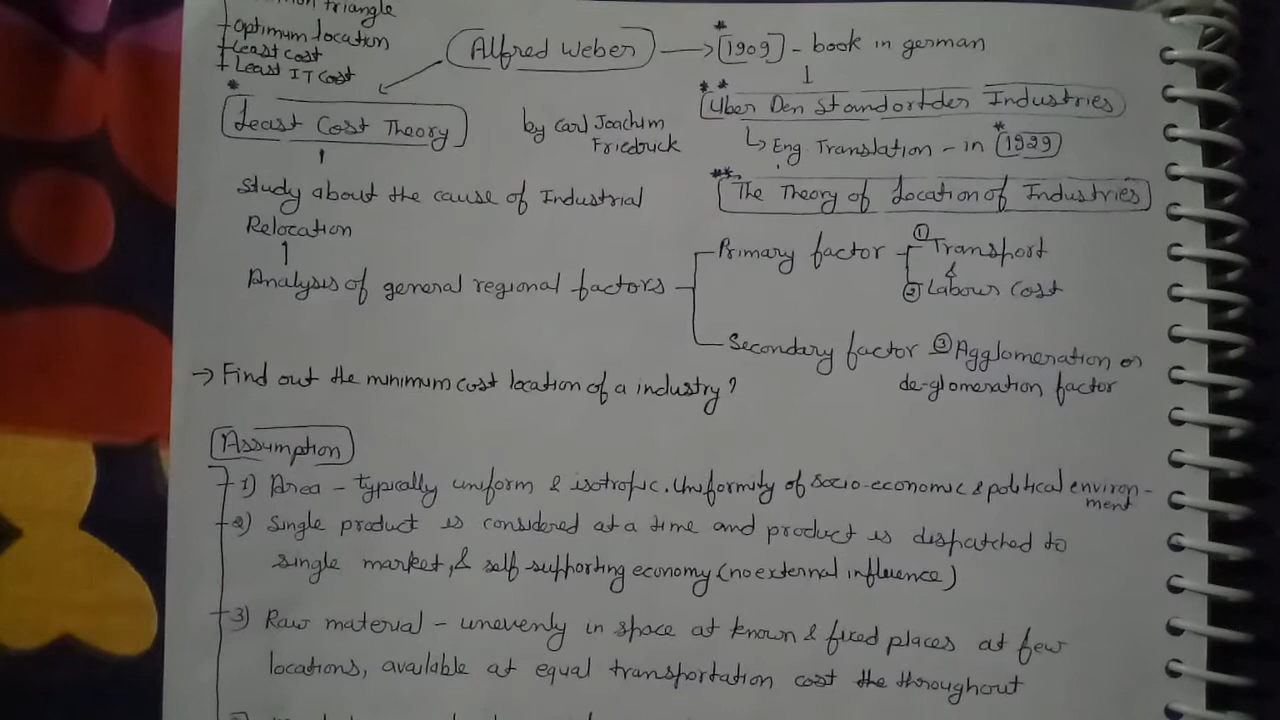 triangle
Optimum location
Least cost
Least IT cost
Alfred Weber → * [1909] - book in german
** Uber Den Standortder Industries
by Carl Joachim
Friedruck
↳ Eng Translation - in * [1929]
** The Theory of Location of Industries
* Least Cost Theory
Study about the cause of Industrial
Relocation
Analysis of general regional factors
Primary factor ① Transport
&
② Labour cost
Secondary factor ③ Agglomeration or
de-glomeration factor
→ Find out the minimum cost location of a industry?
Assumption
1) Area - typically uniform & isotrofic. Uniformity of socio-economic & political environ-
ment
2) Single product is considered at a time and product is dispatched to
single market, & self supporting economy (no external influence)
3) Raw material - unevenly in space at known & fixed places at few
locations, available at equal transportation cost the throughout